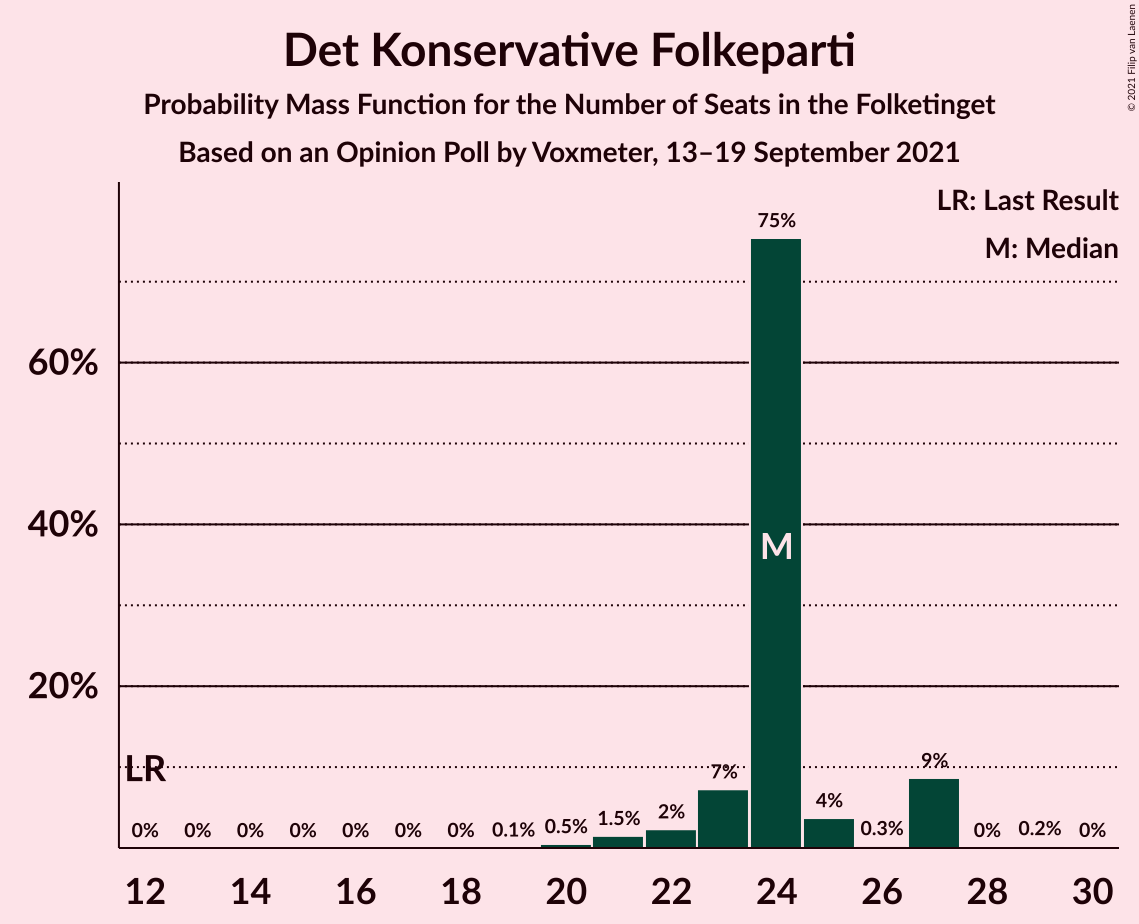 Det Konservative Folkeparti
Probability Mass Function for the Number of Seats in the Folketinget
Based on an Opinion Poll by Voxmeter, 13–19 September 2021
© 2021 Filip van Laenen
LR: Last Result
M: Median
75%
60%
40%
M
20%
LR
0% 0% 0% 0% 0% 0% 0% 0.1% 0.5% 1.5% 2% 7% 4% 0.3% 9% 0% 0.2% 0%
12 14 16 18 20 22 24 26 28 30